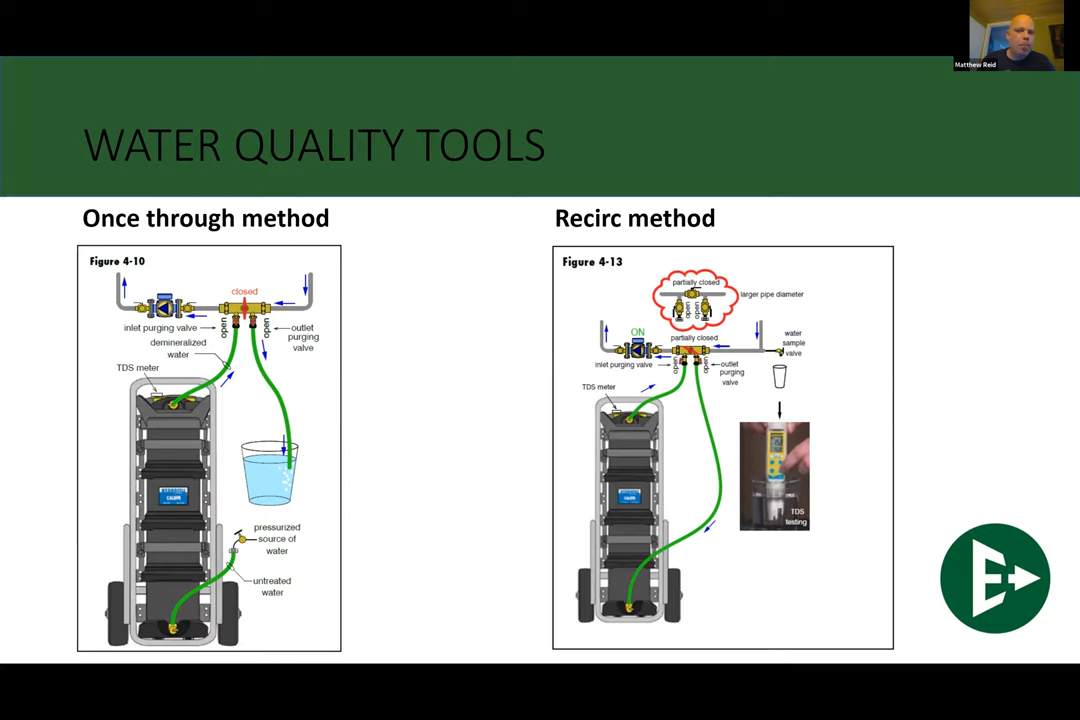 Matthew Reid
WATER QUALITY TOOLS
Once through method
Figure 4-10
closed
inlet purging valve
open
open
outlet
purging
valve
demineralized
water
TDS meter
CALEFFI
pressurized
source of
water
untreated
water
Recirc method
Figure 4-13
partially closed
open
open
larger pipe diameter
ON
partially closed
inlet purging valve
open
open
outlet
purging
valve
water
sample
valve
TDS meter
TDS
testing
E